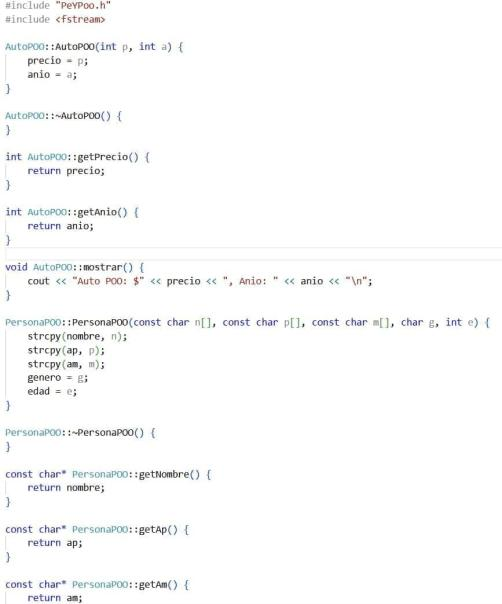 #include "PeYPoo.h"
#include <fstream>
AutoPOO::AutoPOO(int p, int a) {
precio = p;
anio = a;
}
AutoPOO::~AutoPOO() {
}
int AutoPOO::getPrecio() {
return precio;
}
int AutoPOO::getAnio() {
return anio;
}
void AutoPOO::mostrar() {
cout << "Auto POO: $" << precio << ", Anio: " << anio << "\n";
}
PersonaPOO::PersonaPOO(const char n[], const char p[], const char m[], char g, int e) {
strcpy(nombre, n);
strcpy(ap, p);
strcpy(am, m);
genero = g;
edad = e;
}
PersonaPOO::~PersonaPOO() {
}
const char* PersonaPOO::getNombre() {
return nombre;
}
const char* PersonaPOO::getAp() {
return ap;
}
const char* PersonaPOO::getAm() {
return am;